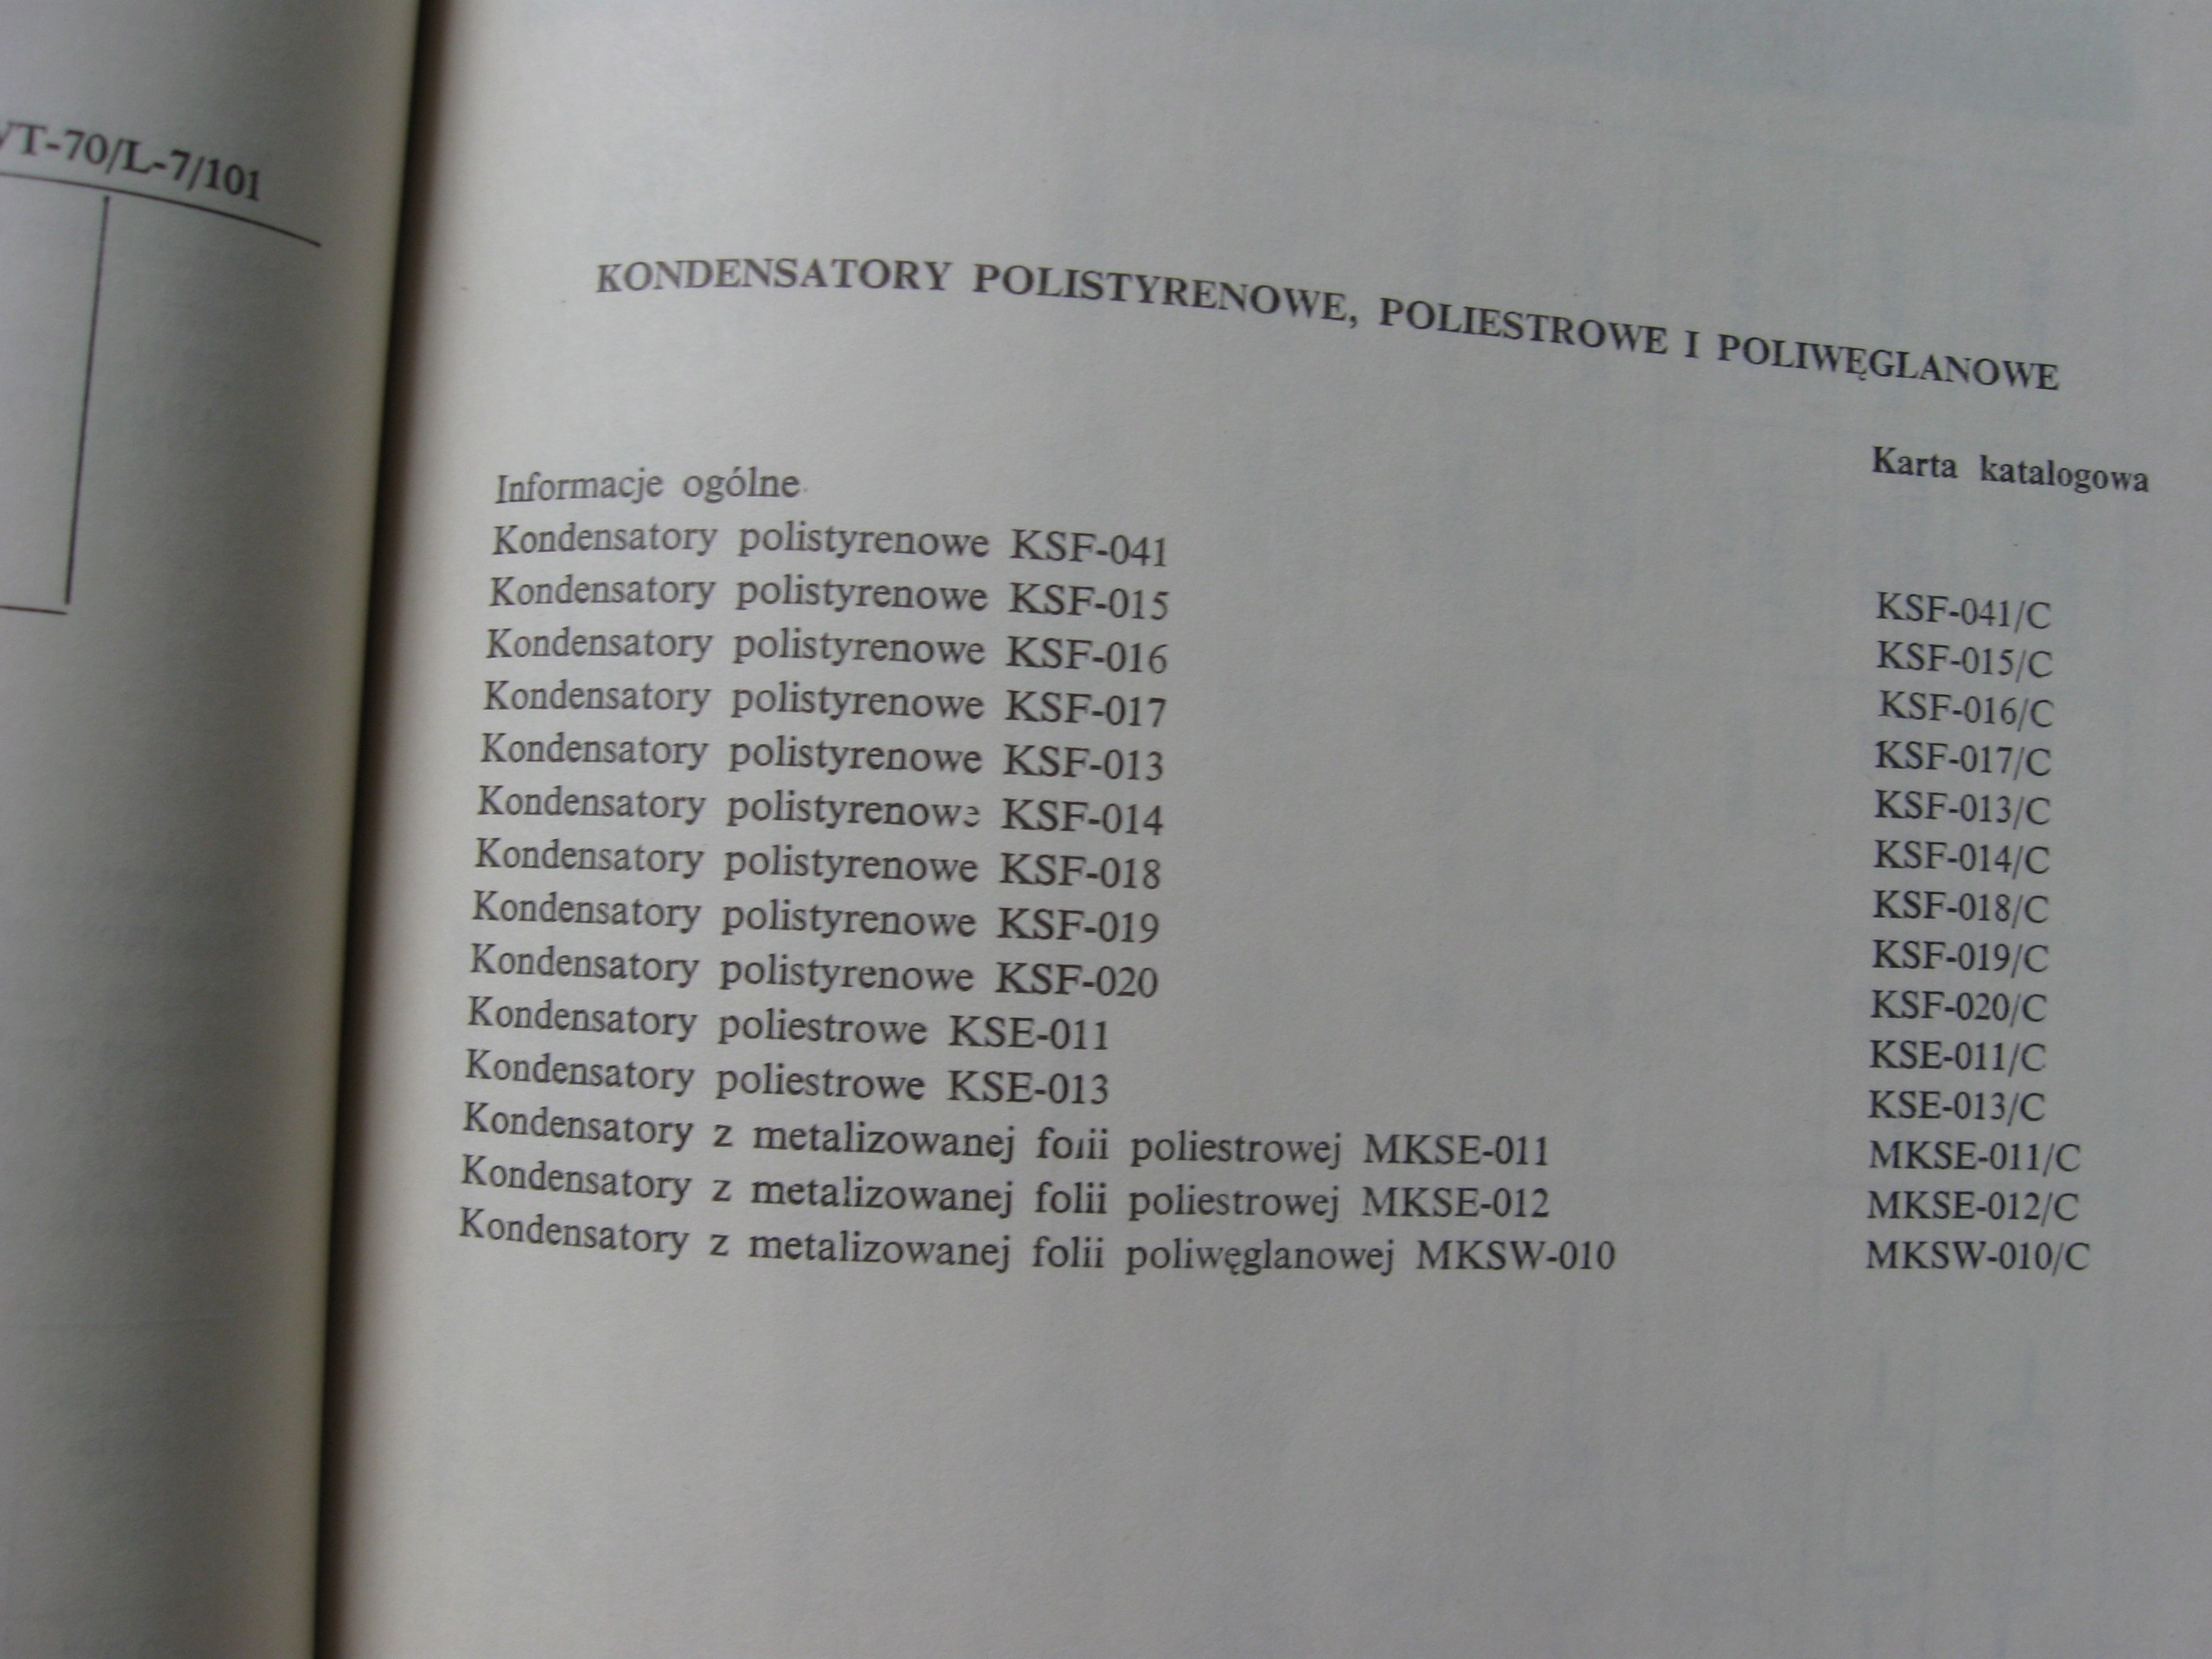 KONDENSATORY POLISTYRENOWE, POLIESTROWE I POLIWĘGLANOWE
Karta katalogowa
Informacje ogólne
Kondensatory polistyrenowe KSF-041 KSF-041/C
Kondensatory polistyrenowe KSF-015 KSF-015/C
Kondensatory polistyrenowe KSF-016 KSF-016/C
Kondensatory polistyrenowe KSF-017 KSF-017/C
Kondensatory polistyrenowe KSF-013 KSF-013/C
Kondensatory polistyrenowe KSF-014 KSF-014/C
Kondensatory polistyrenowe KSF-018 KSF-018/C
Kondensatory polistyrenowe KSF-019 KSF-019/C
Kondensatory polistyrenowe KSF-020 KSF-020/C
Kondensatory poliestrowe KSE-011 KSE-011/C
Kondensatory poliestrowe KSE-013 KSE-013/C
Kondensatory z metalizowanej folii poliestrowej MKSE-011 MKSE-011/C
Kondensatory z metalizowanej folii poliestrowej MKSE-012 MKSE-012/C
Kondensatory z metalizowanej folii poliwęglanowej MKSW-010 MKSW-010/C